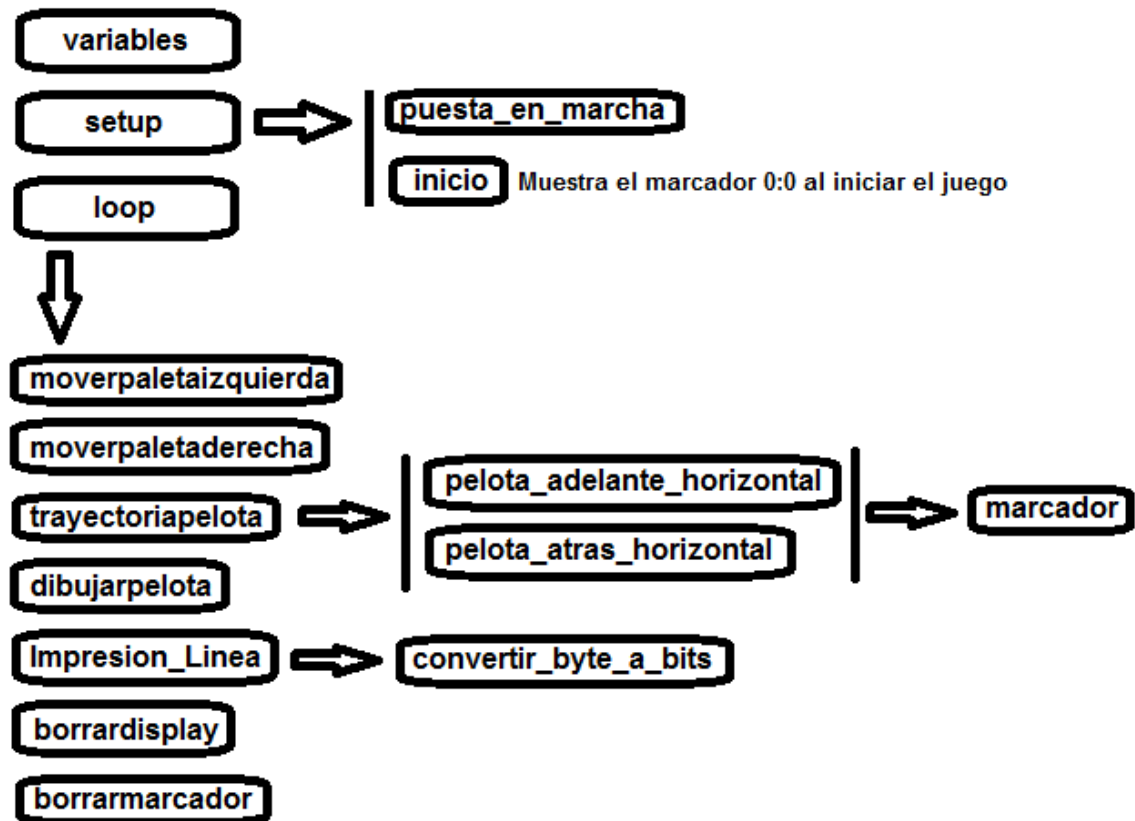 variables
setup
puesta_en_marcha
inicio Muestra el marcador 0:0 al iniciar el juego
loop
moverpaletaizquierda
moverpaletaderecha
trayectoriapelota
pelota_adelante_horizontal
pelota_atras_horizontal
marcador
dibujarpelota
Impresion_Linea
convertir_byte_a_bits
borrardisplay
borrarmarcador